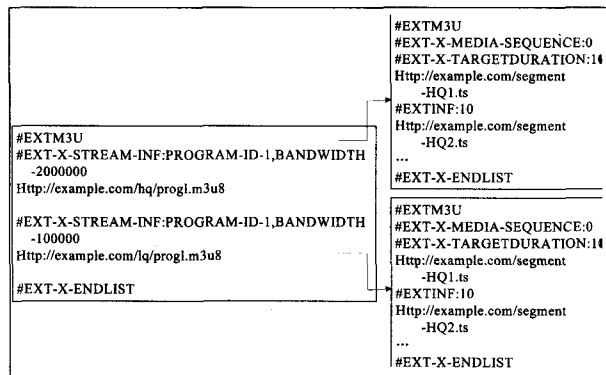 #EXTM3U
#EXT-X-STREAM-INF:PROGRAM-ID-1,BANDWIDTH
-2000000
Http://example.com/hq/progl.m3u8
#EXT-X-STREAM-INF:PROGRAM-ID-1,BANDWIDTH
-100000
Http://example.com/lq/progl.m3u8
#EXT-X-ENDLIST
#EXTM3U
#EXT-X-MEDIA-SEQUENCE:0
#EXT-X-TARGETDURATION:10
Http://example.com/segment
-HQ1.ts
#EXTINF:10
Http://example.com/segment
-HQ2.ts
...
#EXT-X-ENDLIST
#EXTM3U
#EXT-X-MEDIA-SEQUENCE:0
#EXT-X-TARGETDURATION:10
Http://example.com/segment
-HQ1.ts
#EXTINF:10
Http://example.com/segment
-HQ2.ts
...
#EXT-X-ENDLIST